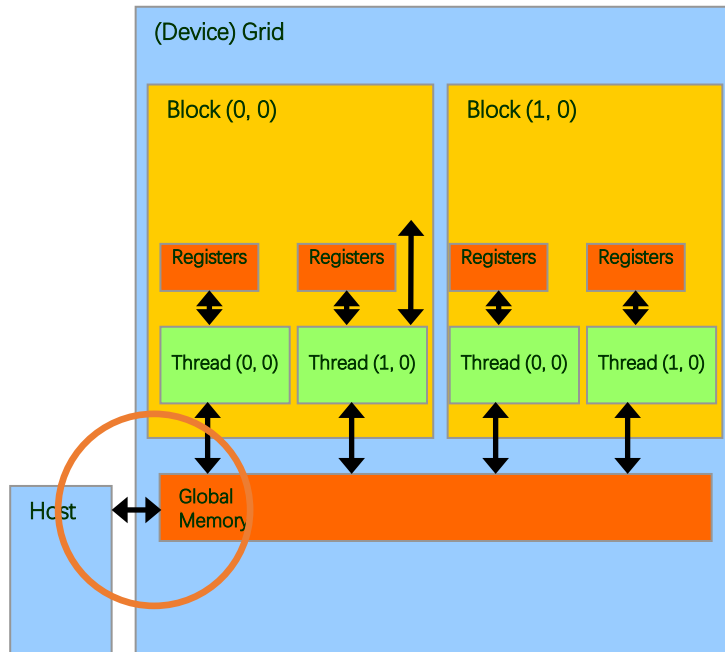 (Device) Grid
Block (0, 0)
Block (1, 0)
Registers
Registers
Registers
Registers
Thread (0, 0)
Thread (1, 0)
Thread (0, 0)
Thread (1, 0)
Host
Global
Memory